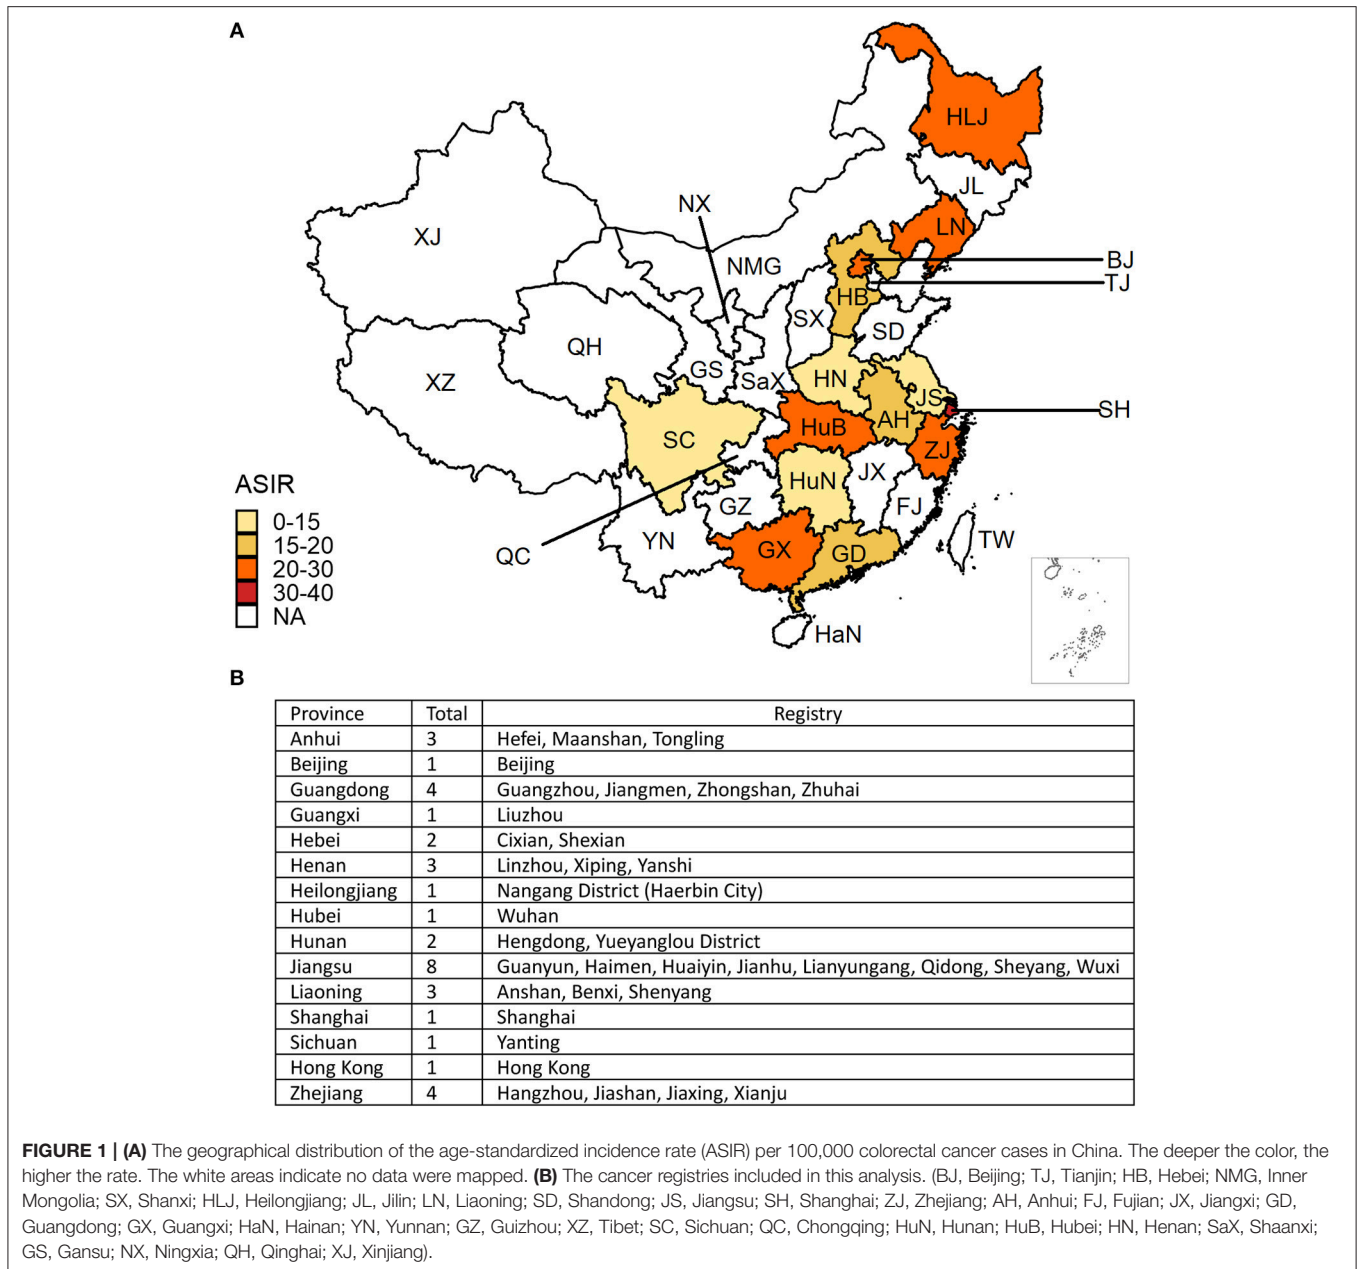 A
HLJ
JL
NX
LN
XJ
BJ
NMG
TJ
HB
SX
SD
QH
GS
SaX
HN
XZ
JS
SH
AH
HuB
SC
ZJ
HuN
JX
ASIR
GZ
FJ
0-15
15-20
QC
YN
GX
GD
TW
20-30
30-40
NA
HaN
B
Province Total Registry
Anhui 3 Hefei, Maanshan, Tongling
Beijing 1 Beijing
Guangdong 4 Guangzhou, Jiangmen, Zhongshan, Zhuhai
Guangxi 1 Liuzhou
Hebei 2 Cixian, Shexian
Henan 3 Linzhou, Xiping, Yanshi
Heilongjiang 1 Nangang District (Haerbin City)
Hubei 1 Wuhan
Hunan 2 Hengdong, Yueyanglou District
Jiangsu 8 Guanyun, Haimen, Huaiyin, Jianhu, Lianyungang, Qidong, Sheyang, Wuxi
Liaoning 3 Anshan, Benxi, Shenyang
Shanghai 1 Shanghai
Sichuan 1 Yanting
Hong Kong 1 Hong Kong
Zhejiang 4 Hangzhou, Jiashan, Jiaxing, Xianju
FIGURE 1 | (A) The geographical distribution of the age-standardized incidence rate (ASIR) per 100,000 colorectal cancer cases in China. The deeper the color, the
higher the rate. The white areas indicate no data were mapped. (B) The cancer registries included in this analysis. (BJ, Beijing; TJ, Tianjin; HB, Hebei; NMG, Inner
Mongolia; SX, Shanxi; HLJ, Heilongjiang; JL, Jilin; LN, Liaoning; SD, Shandong; JS, Jiangsu; SH, Shanghai; ZJ, Zhejiang; AH, Anhui; FJ, Fujian; JX, Jiangxi; GD,
Guangdong; GX, Guangxi; HaN, Hainan; YN, Yunnan; GZ, Guizhou; XZ, Tibet; SC, Sichuan; QC, Chongqing; HuN, Hunan; HuB, Hubei; HN, Henan; SaX, Shaanxi;
GS, Gansu; NX, Ningxia; QH, Qinghai; XJ, Xinjiang).